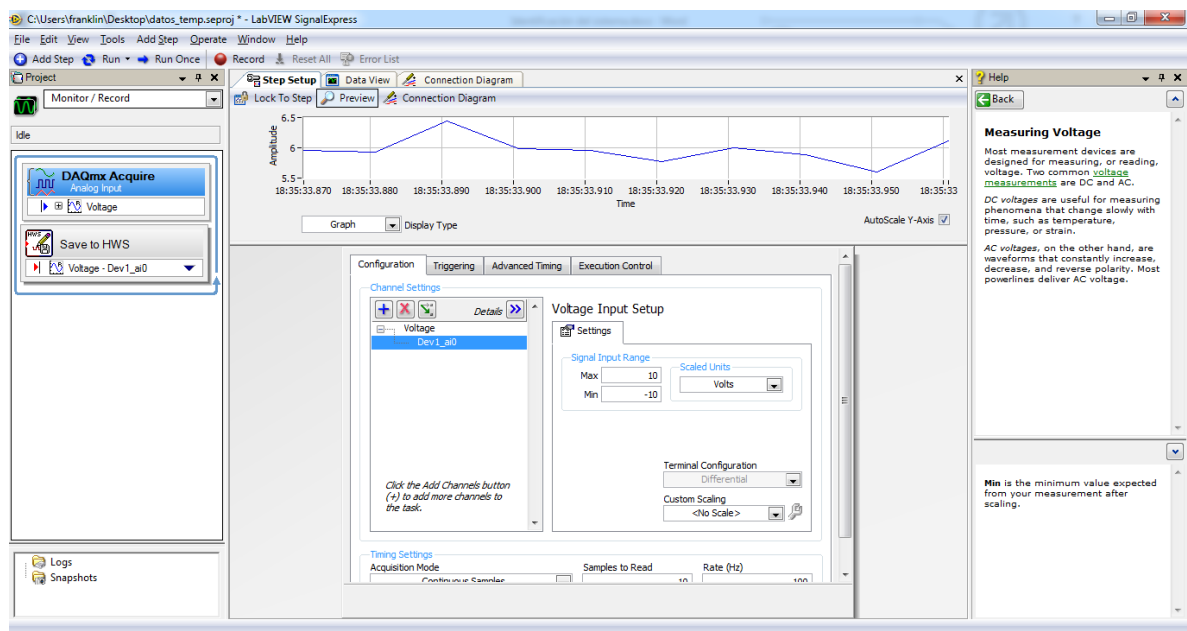 C:\Users\franklin\Desktop\datos_temp.seproj * - LabVIEW SignalExpress
File Edit View Tools Add Step Operate Window Help
Add Step Run Run Once Record Reset All Error List
Project
Monitor / Record
Idle
DAQmx Acquire
Analog Input
Voltage
HWS
Save to HWS
Voltage - Dev1_ai0
Logs
Snapshots
Step Setup Data View Connection Diagram
Lock To Step Preview Connection Diagram
Amplitude
6.5
6
5.5
18:35:33.870 18:35:33.880 18:35:33.890 18:35:33.900 18:35:33.910 18:35:33.920 18:35:33.930 18:35:33.940 18:35:33.950 18:35:33
Time
Graph Display Type
AutoScale Y-Axis
Configuration Triggering Advanced Timing Execution Control
Channel Settings
Details
Voltage
Dev1_ai0
Click the Add Channels button
(+) to add more channels to
the task.
Voltage Input Setup
Settings
Signal Input Range
Max 10
Min -10
Scaled Units
Volts
Terminal Configuration
Differential
Custom Scaling
<No Scale>
Timing Settings
Acquisition Mode Samples to Read Rate (Hz)
Continuous Samples 10 100
Help
Back
Measuring Voltage
Most measurement devices are
designed for measuring, or reading,
voltage. Two common voltage
measurements are DC and AC.
DC voltages are useful for measuring
phenomena that change slowly with
time, such as temperature,
pressure, or strain.
AC voltages, on the other hand, are
waveforms that constantly increase,
decrease, and reverse polarity. Most
powerlines deliver AC voltage.
Min is the minimum value expected
from your measurement after
scaling.